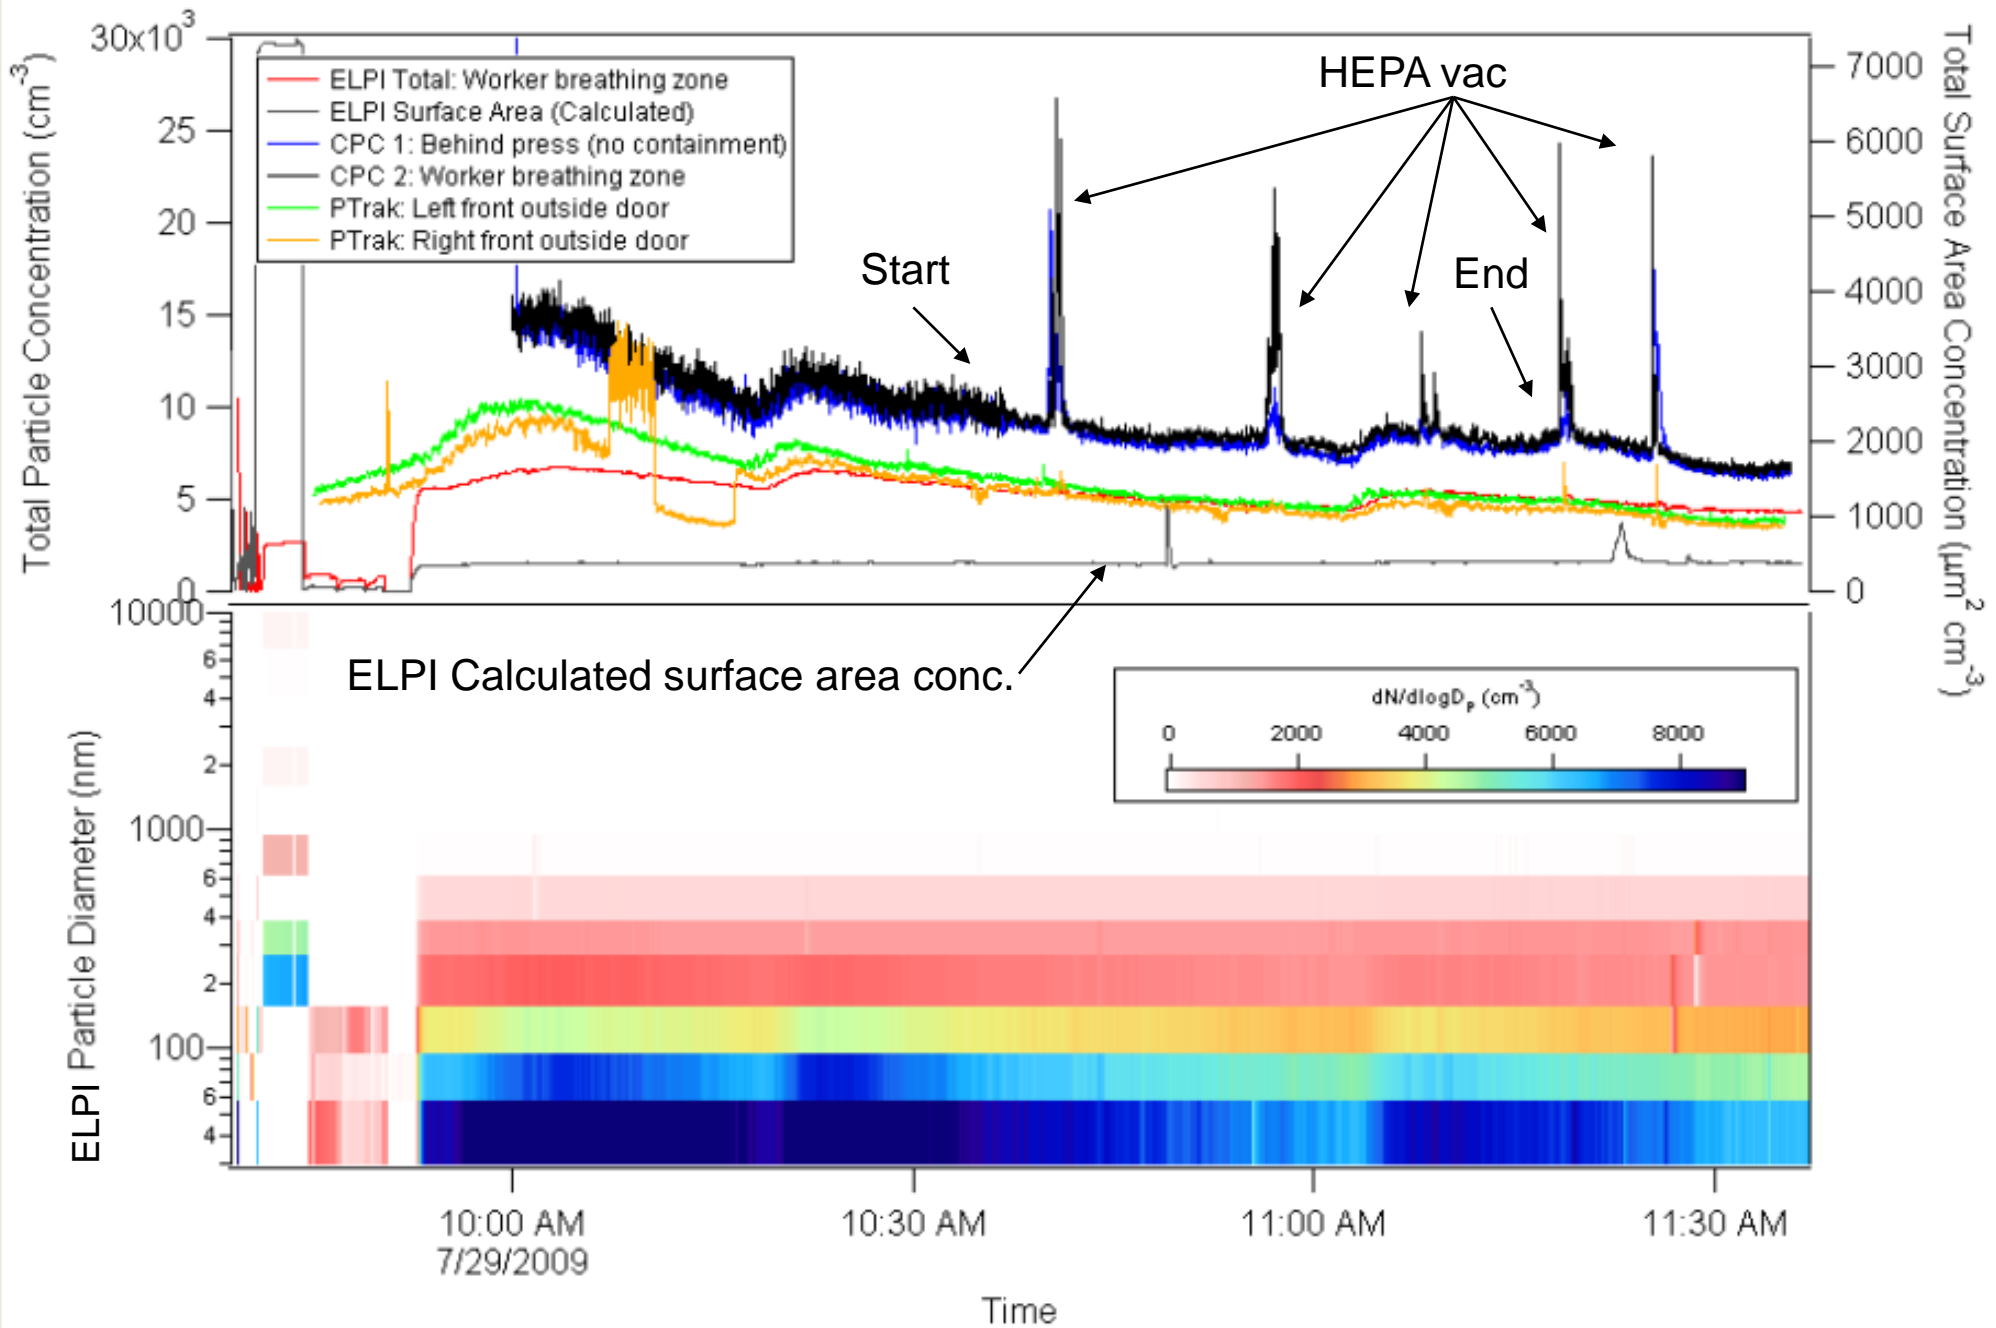 Total Particle Concentration (cm-3)
30x10³
25
20
15
10
5
0
ELPI Total: Worker breathing zone
ELPI Surface Area (Calculated)
CPC 1: Behind press (no containment)
CPC 2: Worker breathing zone
PTrak: Left front outside door
PTrak: Right front outside door
HEPA vac
Start
End
7000
6000
5000
4000
3000
2000
1000
0
Total Surface Area Concentration (µm² cm-3)
ELPI Calculated surface area conc.
ELPI Particle Diameter (nm)
10000
6
4
2
1000
6
4
2
100
6
4
dN/dlogDp (cm-3)
0 2000 4000 6000 8000
10:00 AM 10:30 AM 11:00 AM 11:30 AM
7/29/2009
Time